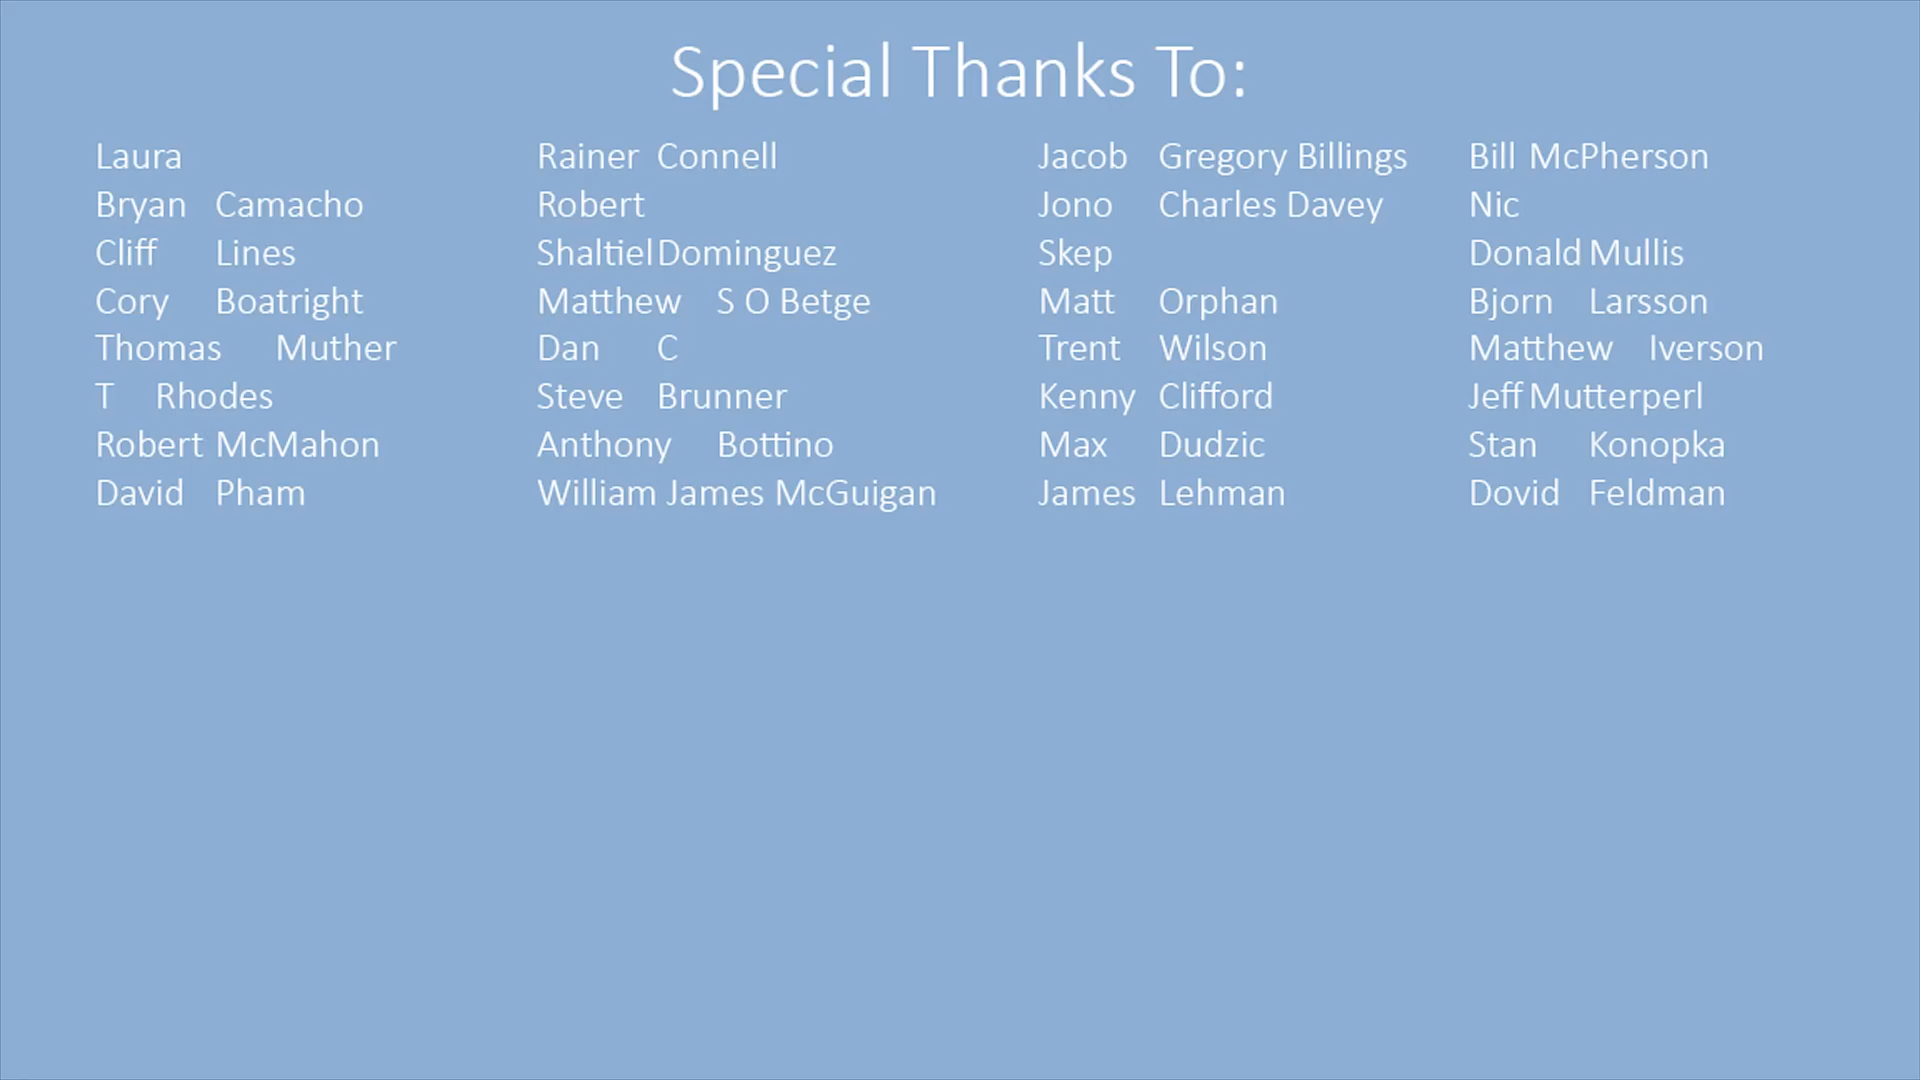 Special Thanks To:
Laura
Bryan Camacho
Cliff Lines
Cory Boatright
Thomas Muther
T Rhodes
Robert McMahon
David Pham
Rainer Connell
Robert
Shaltiel Dominguez
Matthew S O Betge
Dan C
Steve Brunner
Anthony Bottino
William James McGuigan
Jacob Gregory Billings
Jono Charles Davey
Skep
Matt Orphan
Trent Wilson
Kenny Clifford
Max Dudzic
James Lehman
Bill McPherson
Nic
Donald Mullis
Bjorn Larsson
Matthew Iverson
Jeff Mutterperl
Stan Konopka
Dovid Feldman